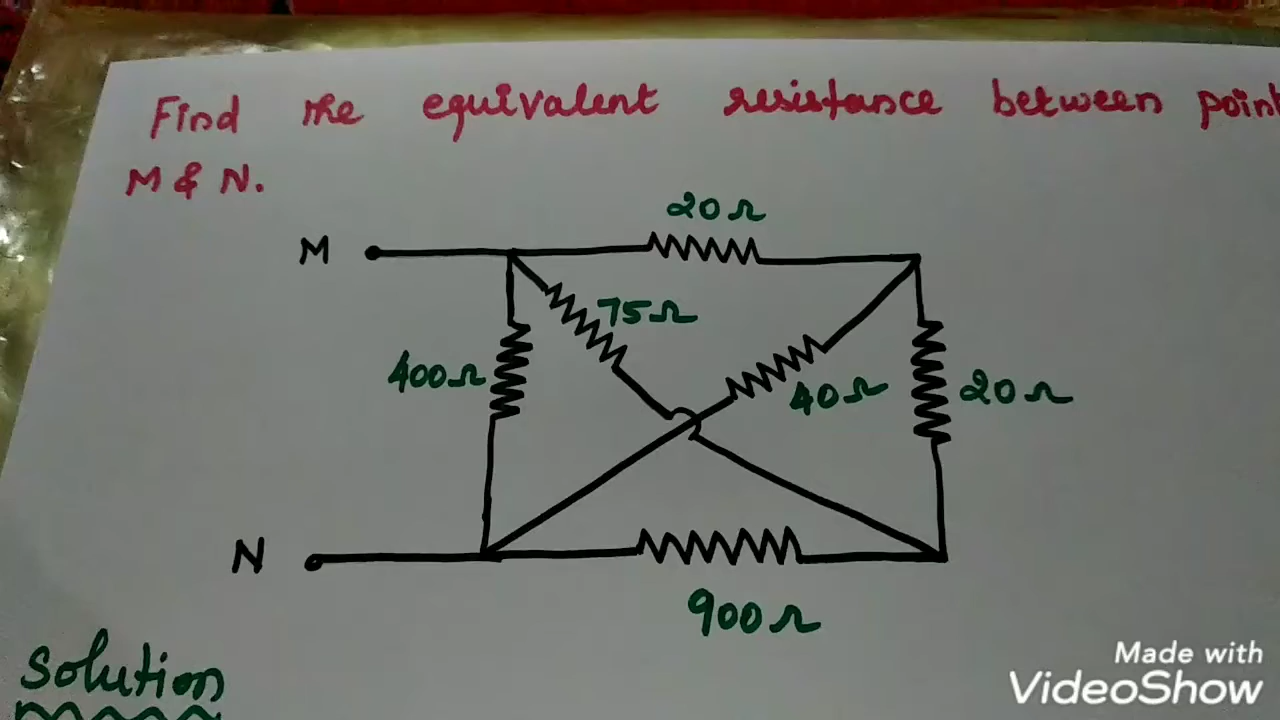 Find the equivalent resistance between point
M & N.
20Ω
M
75Ω
400Ω
40Ω
20Ω
N
900Ω
Solution
Made with
VideoShow